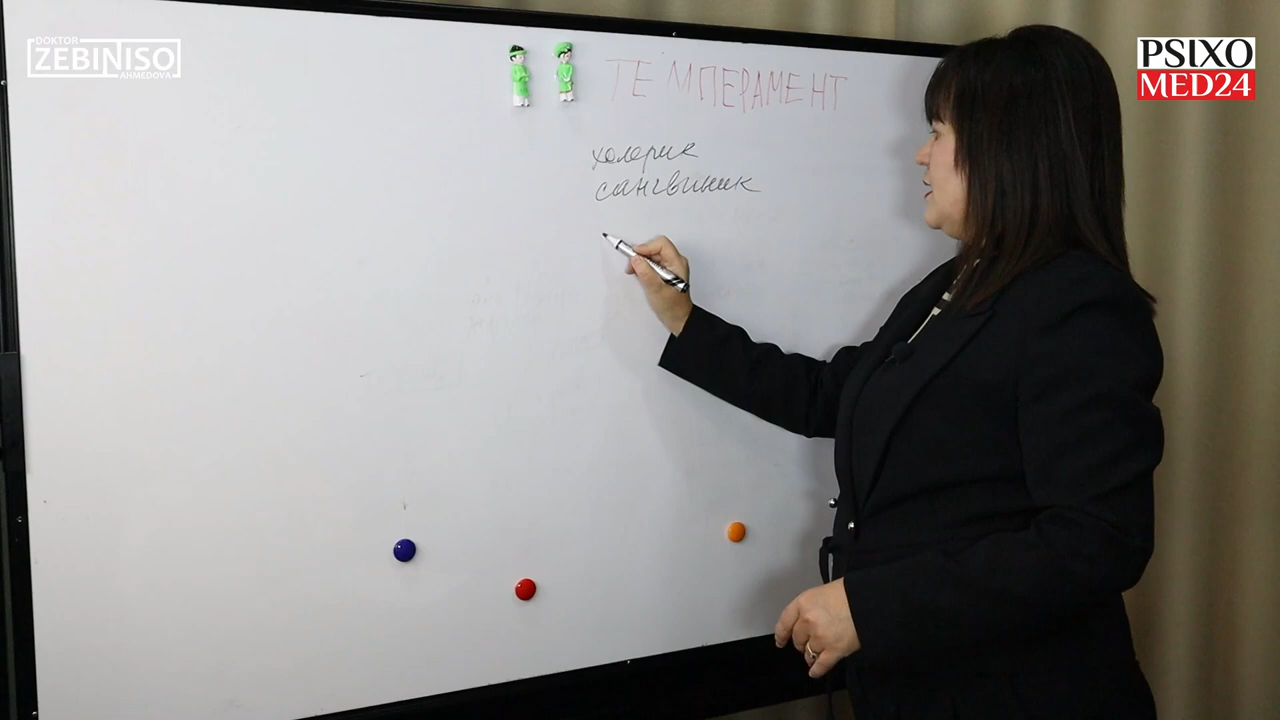 DOKTOR
ZEBINISO
AHMEDOVA
PSIXO
MED24
ТЕМПЕРАМЕНТ
холерик
сангвиник